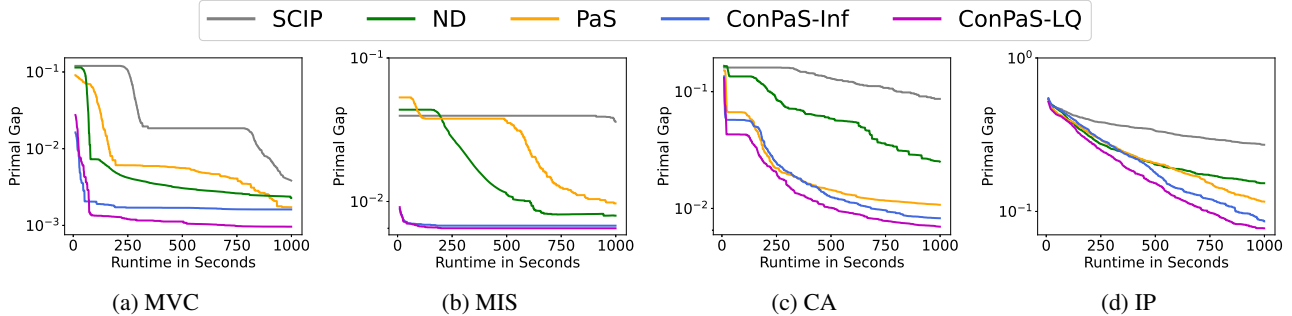 SCIP ND PaS ConPaS-Inf ConPaS-LQ
Primal Gap
10⁻¹
10⁻²
10⁻³
0 250 500 750 1000
Runtime in Seconds
(a) MVC
Primal Gap
10⁻¹
10⁻²
0 250 500 750 1000
Runtime in Seconds
(b) MIS
Primal Gap
10⁻¹
10⁻²
0 250 500 750 1000
Runtime in Seconds
(c) CA
Primal Gap
10⁰
10⁻¹
0 250 500 750 1000
Runtime in Seconds
(d) IP